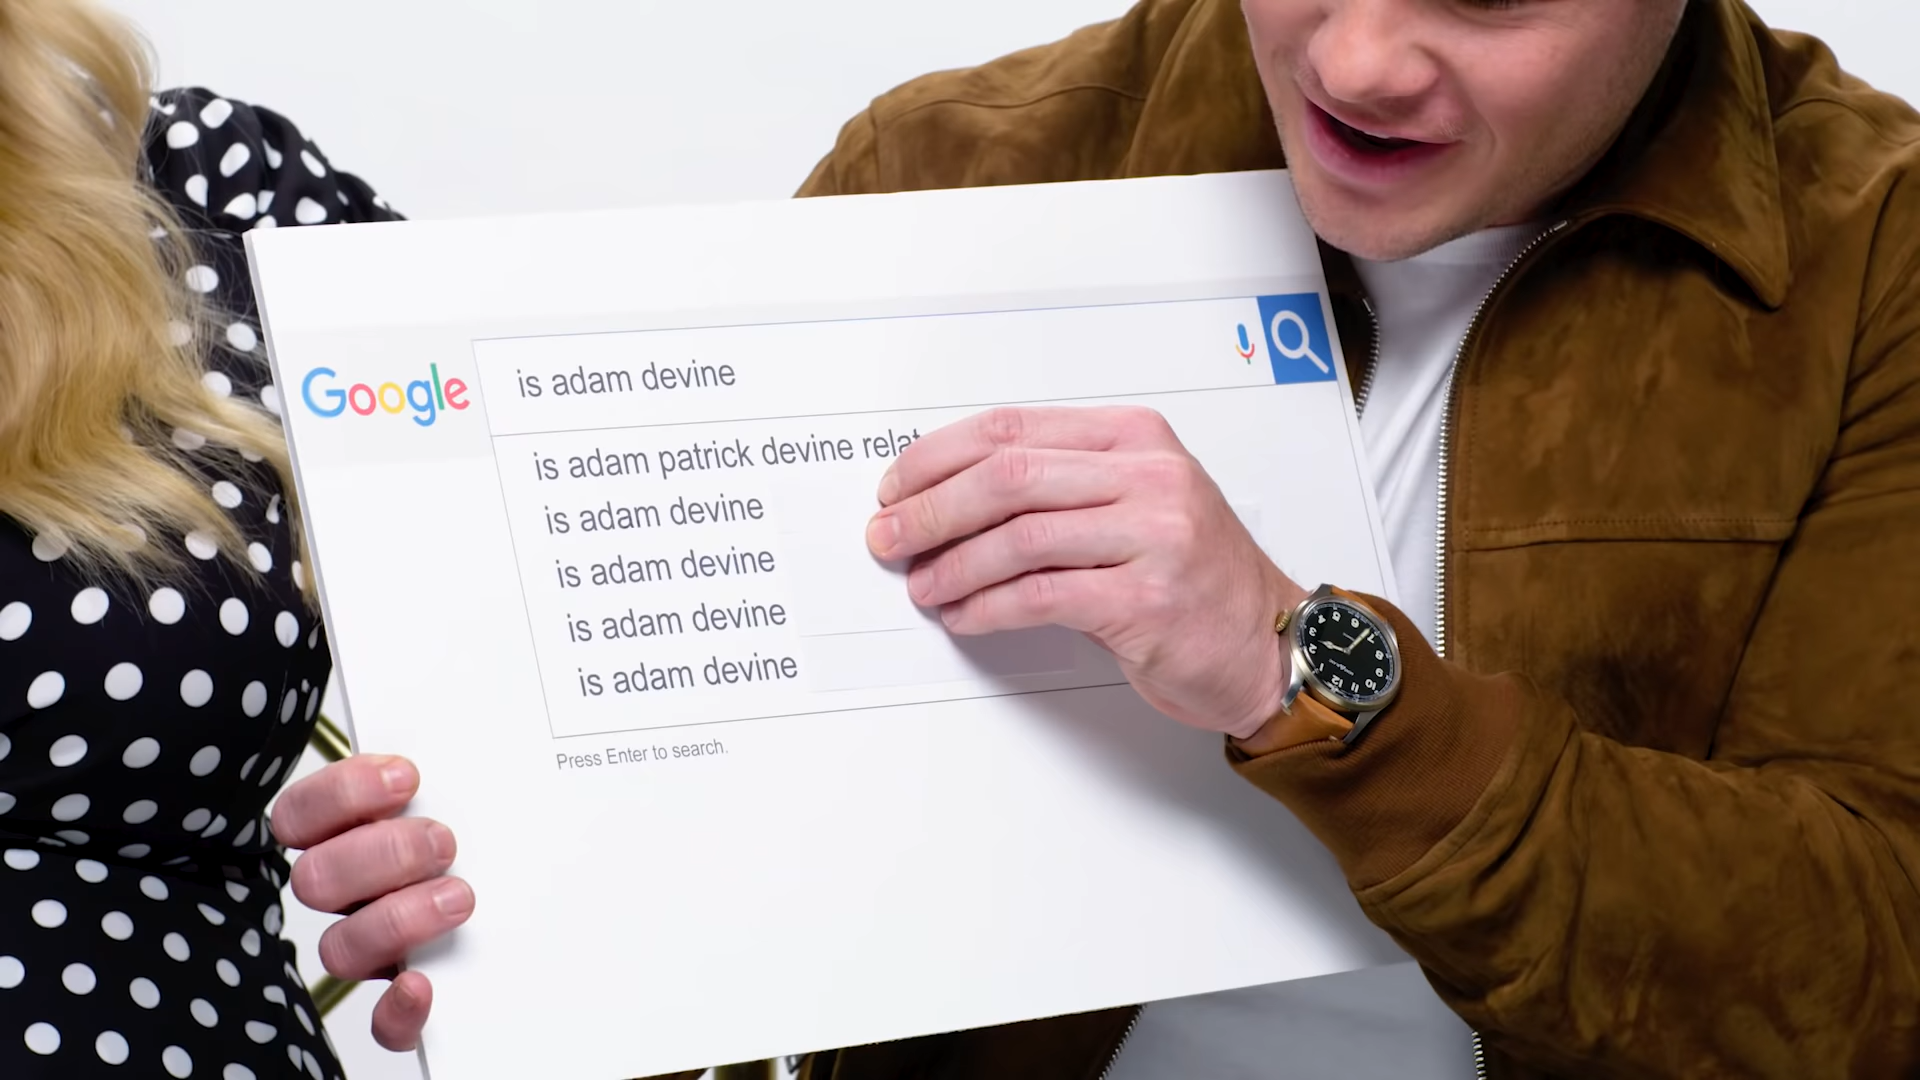 Google
is adam devine
is adam patrick devine relat
is adam devine
is adam devine
is adam devine
is adam devine
Press Enter to search.